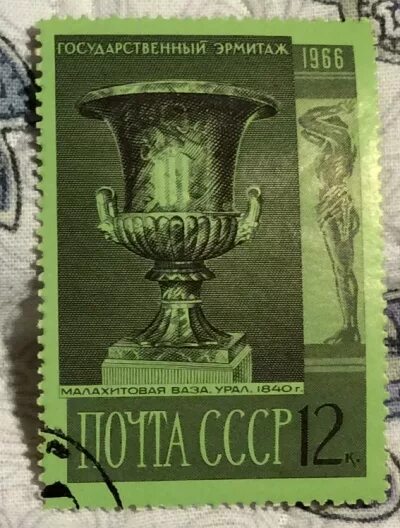 ГОСУДАРСТВЕННЫЙ ЭРМИТАЖ
1966
МАЛАХИТОВАЯ ВАЗА. УРАЛ. 1840 г.
ПОЧТА СССР 12 к.